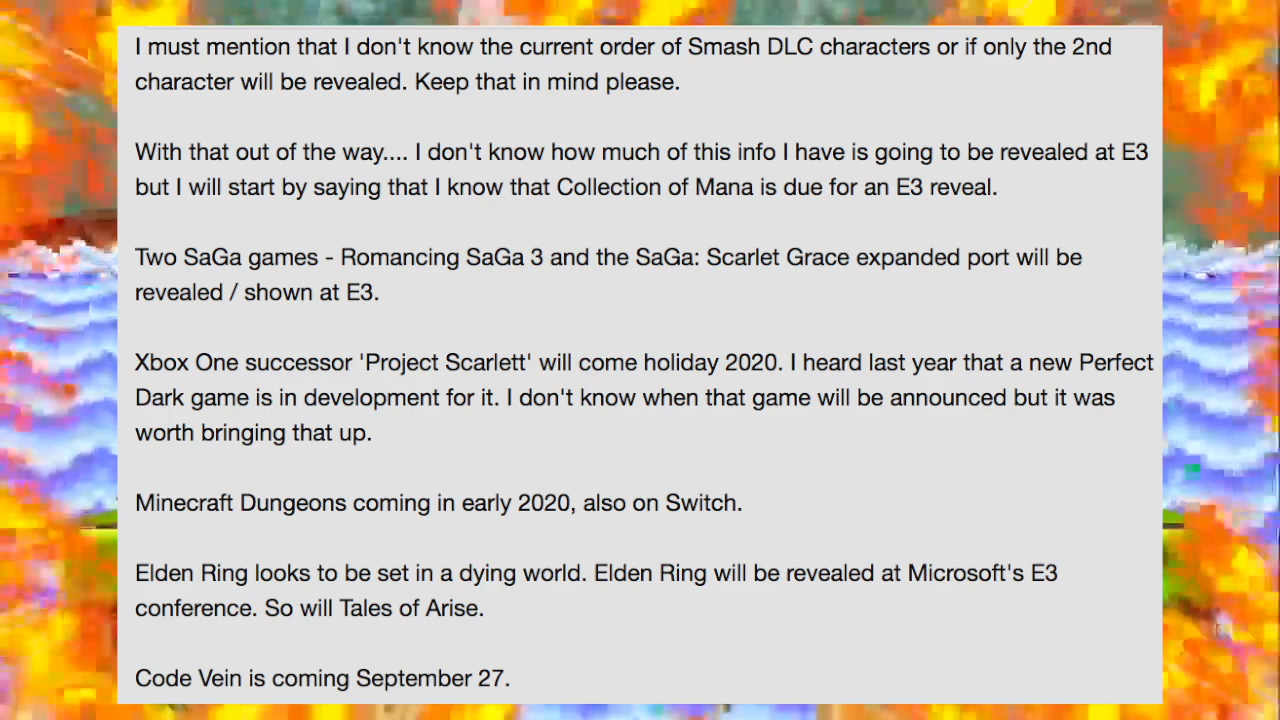 I must mention that I don't know the current order of Smash DLC characters or if only the 2nd
character will be revealed. Keep that in mind please.
With that out of the way.... I don't know how much of this info I have is going to be revealed at E3
but I will start by saying that I know that Collection of Mana is due for an E3 reveal.
Two SaGa games - Romancing SaGa 3 and the SaGa: Scarlet Grace expanded port will be
revealed / shown at E3.
Xbox One successor 'Project Scarlett' will come holiday 2020. I heard last year that a new Perfect
Dark game is in development for it. I don't know when that game will be announced but it was
worth bringing that up.
Minecraft Dungeons coming in early 2020, also on Switch.
Elden Ring looks to be set in a dying world. Elden Ring will be revealed at Microsoft's E3
conference. So will Tales of Arise.
Code Vein is coming September 27.